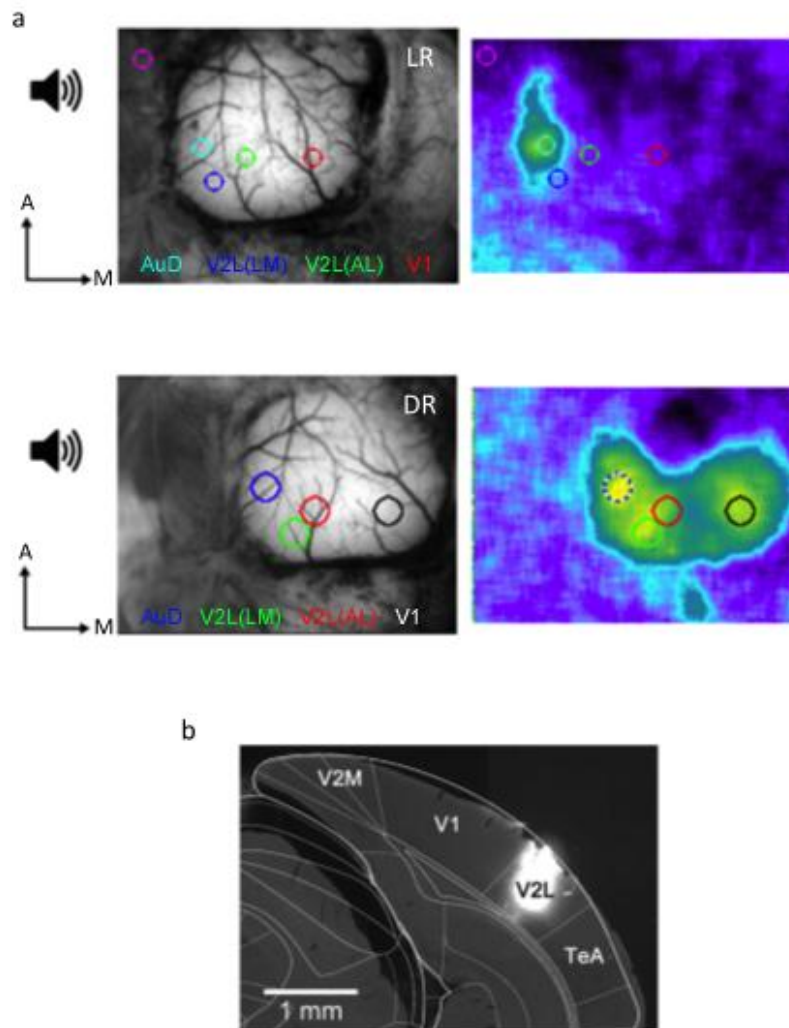 a
LR
A
M
AuD V2L(LM) V2L(AL) V1
DR
A
M
AuD V2L(LM) V2L(AL) V1
b
V2M
V1
V2L
TeA
1 mm